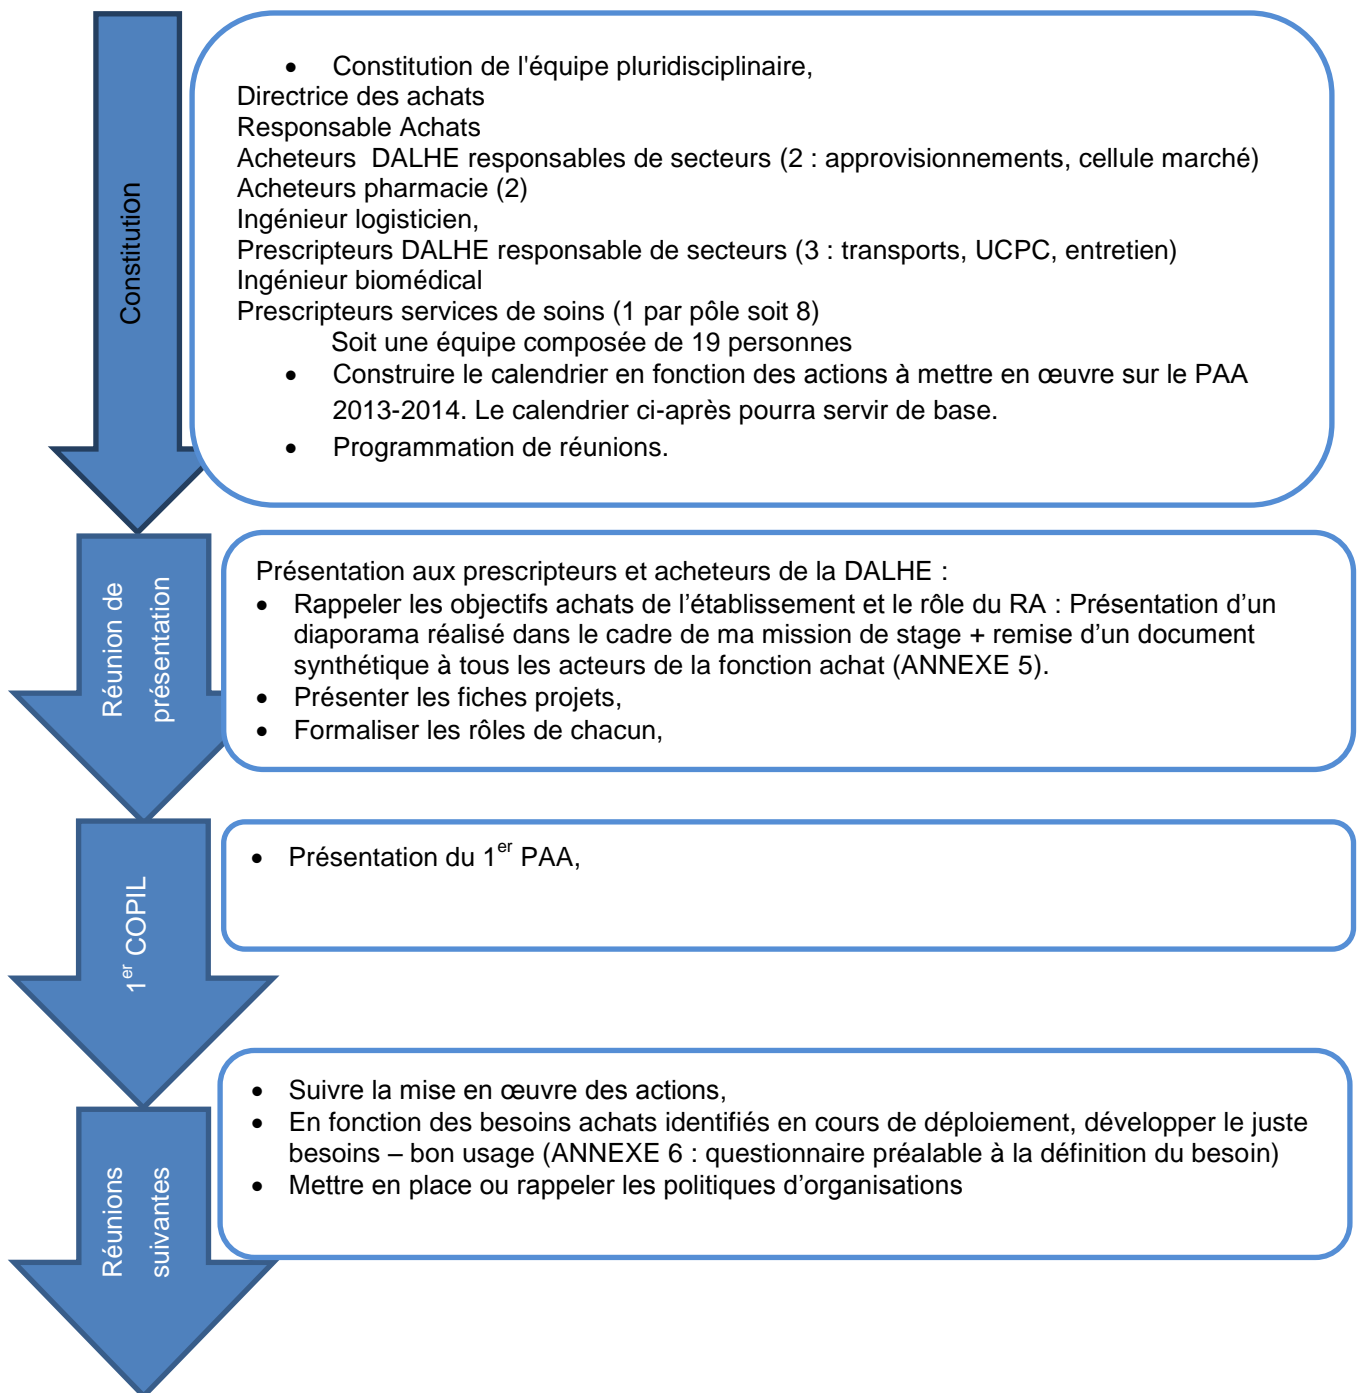 Constitution
• Constitution de l'équipe pluridisciplinaire,
Directrice des achats
Responsable Achats
Acheteurs  DALHE responsables de secteurs (2 : approvisionnements, cellule marché)
Acheteurs pharmacie (2)
Ingénieur logisticien,
Prescripteurs DALHE responsable de secteurs (3 : transports, UCPC, entretien)
Ingénieur biomédical
Prescripteurs services de soins (1 par pôle soit 8)
Soit une équipe composée de 19 personnes
• Construire le calendrier en fonction des actions à mettre en œuvre sur le PAA
2013-2014. Le calendrier ci-après pourra servir de base.
• Programmation de réunions.
Réunion de
présentation
Présentation aux prescripteurs et acheteurs de la DALHE :
• Rappeler les objectifs achats de l’établissement et le rôle du RA : Présentation d’un
diaporama réalisé dans le cadre de ma mission de stage + remise d’un document
synthétique à tous les acteurs de la fonction achat (ANNEXE 5).
• Présenter les fiches projets,
• Formaliser les rôles de chacun,
1er COPIL
• Présentation du 1er PAA,
Réunions
suivantes
• Suivre la mise en œuvre des actions,
• En fonction des besoins achats identifiés en cours de déploiement, développer le juste
besoins – bon usage (ANNEXE 6 : questionnaire préalable à la définition du besoin)
• Mettre en place ou rappeler les politiques d’organisations